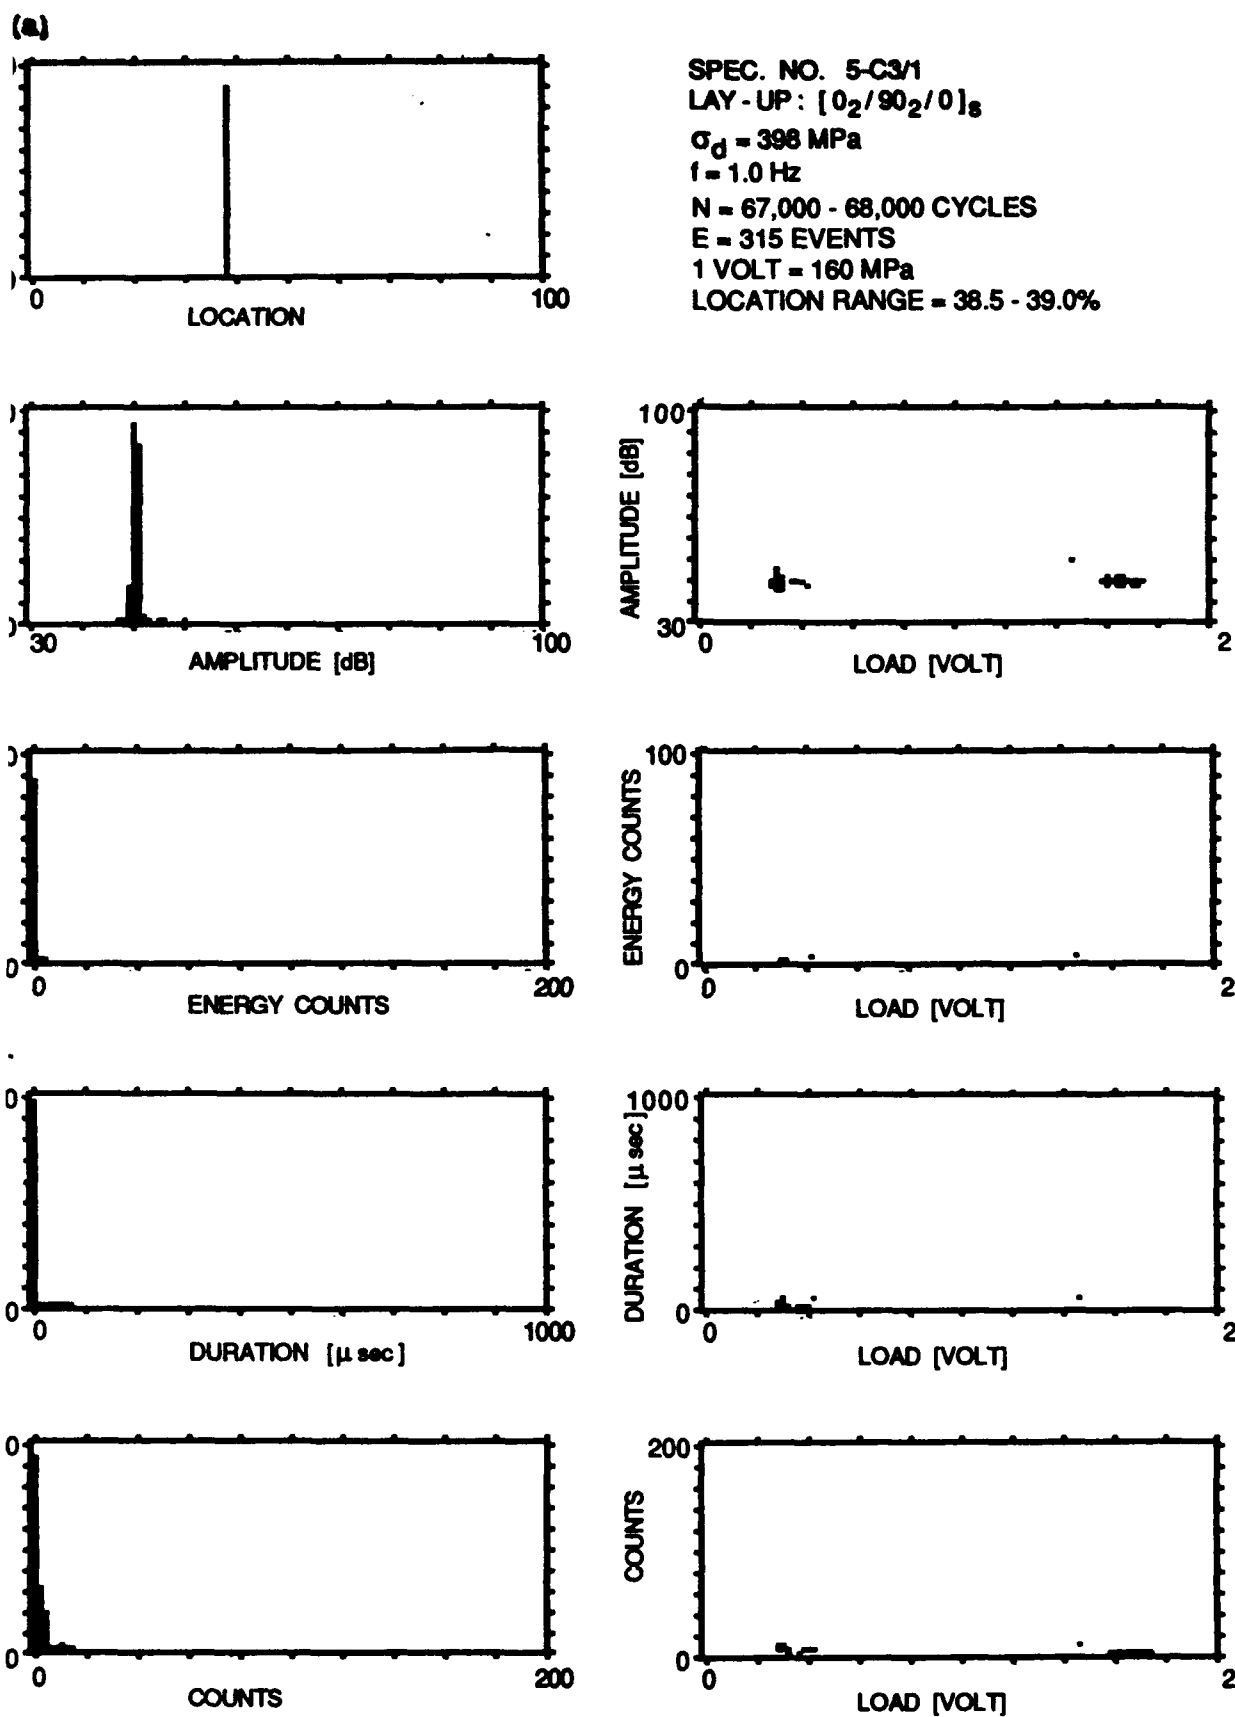 (a)
SPEC. NO. 5-C3/1
LAY-UP: [0₂/90₂/0]ₛ
σd = 398 MPa
f = 1.0 Hz
N = 67,000 - 68,000 CYCLES
E = 315 EVENTS
1 VOLT = 160 MPa
LOCATION RANGE = 38.5 - 39.0%
0 100
LOCATION
30 100
AMPLITUDE [dB]
100
AMPLITUDE [dB]
30
0 2
LOAD [VOLT]
0
0 200
ENERGY COUNTS
100
ENERGY COUNTS
0
0 2
LOAD [VOLT]
0
0
0 1000
DURATION [µ sec]
1000
DURATION [µ sec]
0
0 2
LOAD [VOLT]
0
0
0 200
COUNTS
200
COUNTS
0
0 2
LOAD [VOLT]